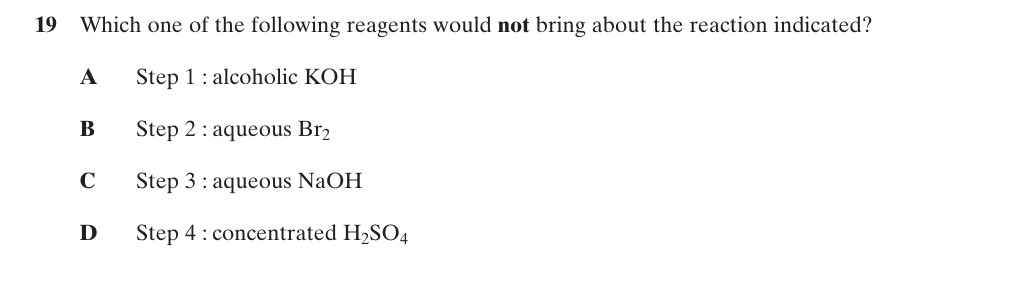 19 Which one of the following reagents would not bring about the reaction indicated?
A Step 1 : alcoholic KOH
B Step 2 : aqueous Br₂
C Step 3 : aqueous NaOH
D Step 4 : concentrated H₂SO₄